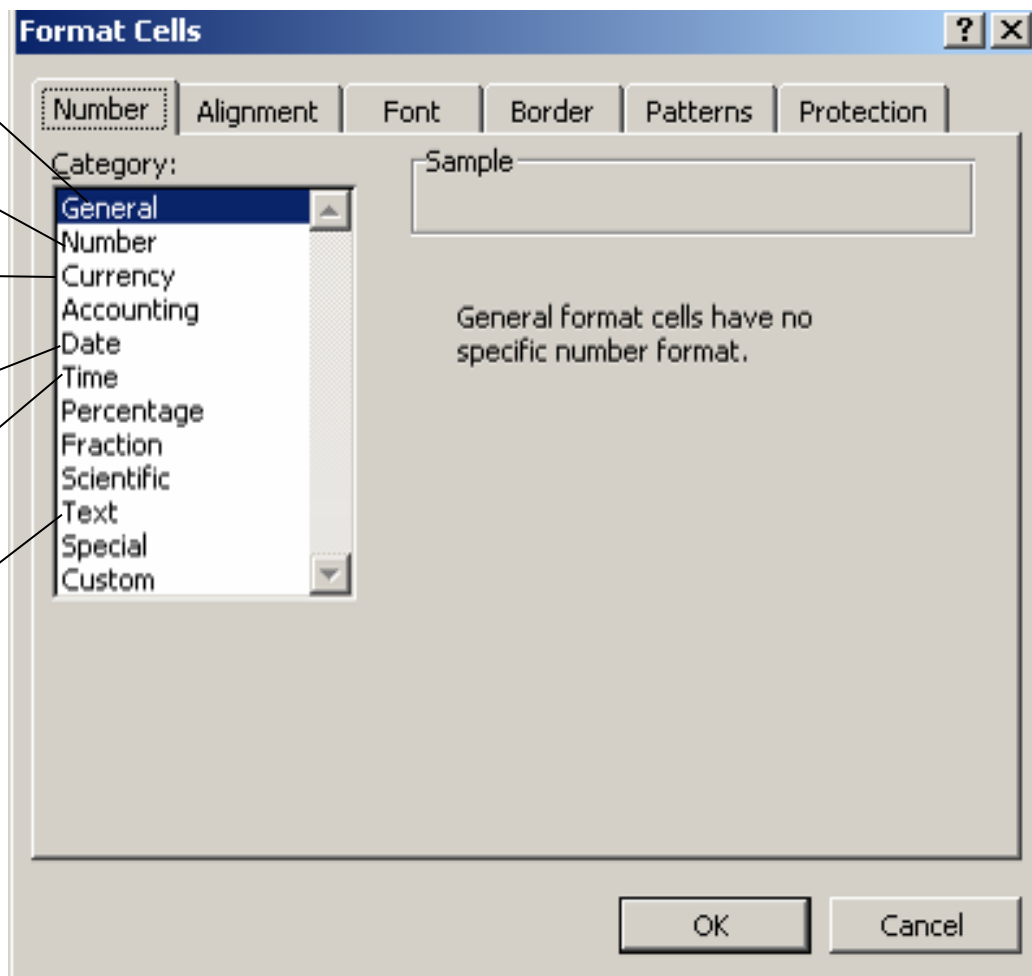 Format Cells
Number Alignment Font Border Patterns Protection
Category:
General
Number
Currency
Accounting
Date
Time
Percentage
Fraction
Scientific
Text
Special
Custom
Sample
General format cells have no
specific number format.
OK Cancel